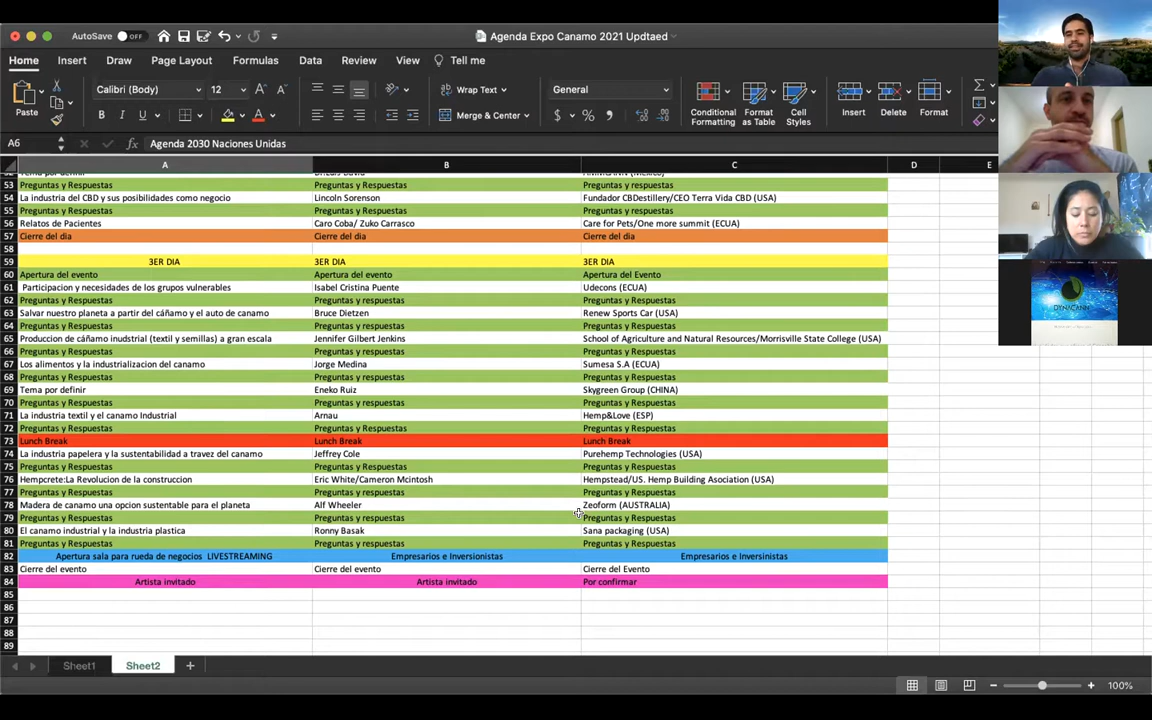 AutoSave OFF Agenda Expo Canamo 2021 Updtaed
Home Insert Draw Page Layout Formulas Data Review View Tell me
Paste Calibri (Body) 12 A A Wrap Text General
B I U A Merge & Center $ % Conditional Formatting Format as Table Cell Styles Insert Delete Format
A6 fx Agenda 2030 Naciones Unidas
A B C D E
53 Preguntas y Respuestas Preguntas y Respuestas Preguntas y respuestas
54 La industria del CBD y sus posibilidades como negocio Lincoln Sorenson Fundador CBDestillery/CEO Terra Vida CBD (USA)
55 Preguntas y Respuestas Preguntas y respuestas Preguntas y respuestas
56 Relatos de Pacientes Caro Coba/ Zuko Carrasco Care for Pets/One more summit (ECUA)
57 Cierre del dia Cierre del dia Cierre del dia
58
59 3ER DIA 3ER DIA 3ER DIA
60 Apertura del evento Apertura del evento Apertura del Evento
61 Participacion y necesidades de los grupos vulnerables Isabel Cristina Puente Udecons (ECUA)
62 Preguntas y Respuestas Preguntas y Respuestas Preguntas y Respuestas
63 Salvar nuestro planeta a partir del cáñamo y el auto de canamo Bruce Dietzen Renew Sports Car (USA)
64 Preguntas y Respuestas Preguntas y Respuestas Preguntas y Respuestas
65 Produccion de cáñamo inudstrial (textil y semillas) a gran escala Jennifer Gilbert Jenkins School of Agriculture and Natural Resources/Morrisville State College (USA)
66 Preguntas y Respuestas Preguntas y respuestas Preguntas y Respuestas
67 Los alimentos y la industrializacion del canamo Jorge Medina Sumesa S.A (ECUA)
68 Preguntas y Respuestas Preguntas y respuestas Preguntas y Respuestas
69 Tema por definir Eneko Ruiz Skygreen Group (CHINA)
70 Preguntas y Respuestas Preguntas y respuestas Preguntas y Respuestas
71 La industria textil y el canamo Industrial Arnau Hemp&Love (ESP)
72 Preguntas y Respuestas Preguntas y Respuestas Preguntas y Respuestas
73 Lunch Break Lunch Break Lunch Break
74 La industria papelera y la sustentabilidad a travez del canamo Jeffrey Cole Purehemp Technologies (USA)
75 Preguntas y Respuestas Preguntas y Respuestas Preguntas y Respuestas
76 Hempcrete:La Revolucion de la construccion Eric White/Cameron Mcintosh Hempstead/US. Hemp Building Asociation (USA)
77 Preguntas y Respuestas Preguntas y respuestas Preguntas y Respuestas
78 Madera de canamo una opcion sustentable para el planeta Alf Wheeler Zeoform (AUSTRALIA)
79 Preguntas y Respuestas Preguntas y respuestas Preguntas y Respuestas
80 El canamo industrial y la industria plastica Ronny Basak Sana packaging (USA)
81 Preguntas y Respuestas Preguntas y Respuestas Preguntas y Respuestas
82 Apertura sala para rueda de negocios LIVESTREAMING Empresarios e Inversionistas Empresarios e Inversinistas
83 Cierre del evento Cierre del evento Cierre del Evento
84 Artista invitado Artista invitado Por confirmar
85
86
87
88
89
Sheet1 Sheet2
100%
DYNACANN